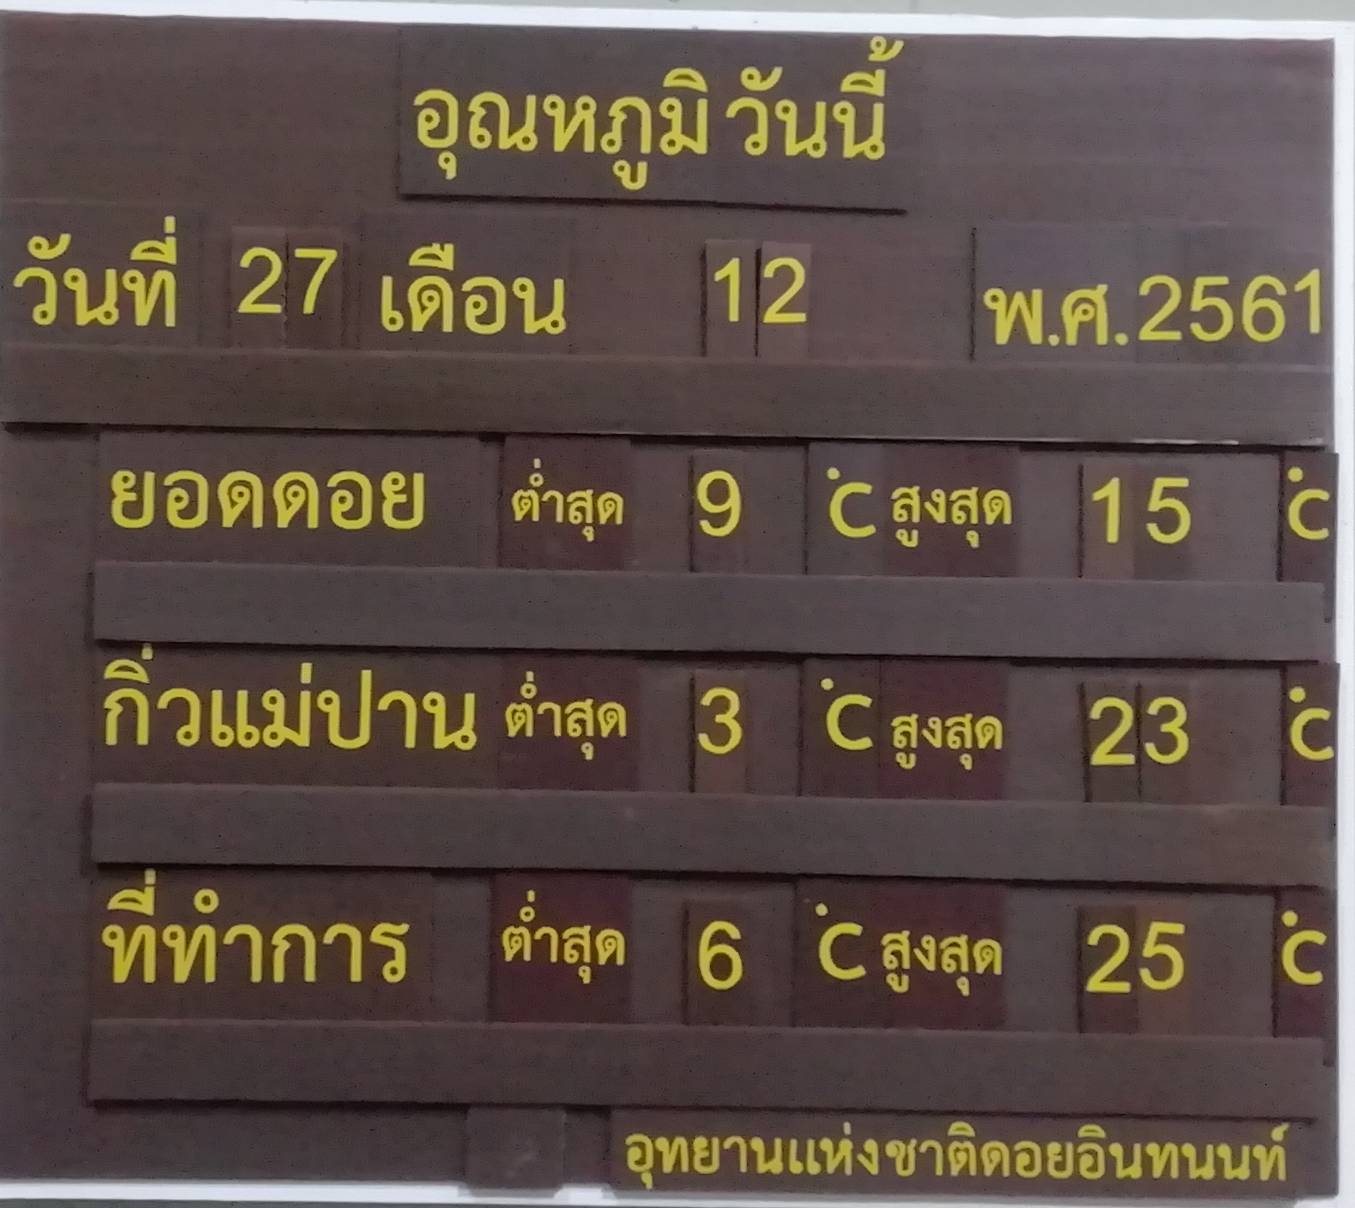 อุณหภูมิ วันนี้
วันที่ 27 เดือน 12 พ.ศ.2561
ยอดดอย ต่ำสุด 9 °C สูงสุด 15 °C
กิ่วแม่ปาน ต่ำสุด 3 °C สูงสุด 23 °C
ที่ทำการ ต่ำสุด 6 °C สูงสุด 25 °C
อุทยานแห่งชาติดอยอินทนนท์